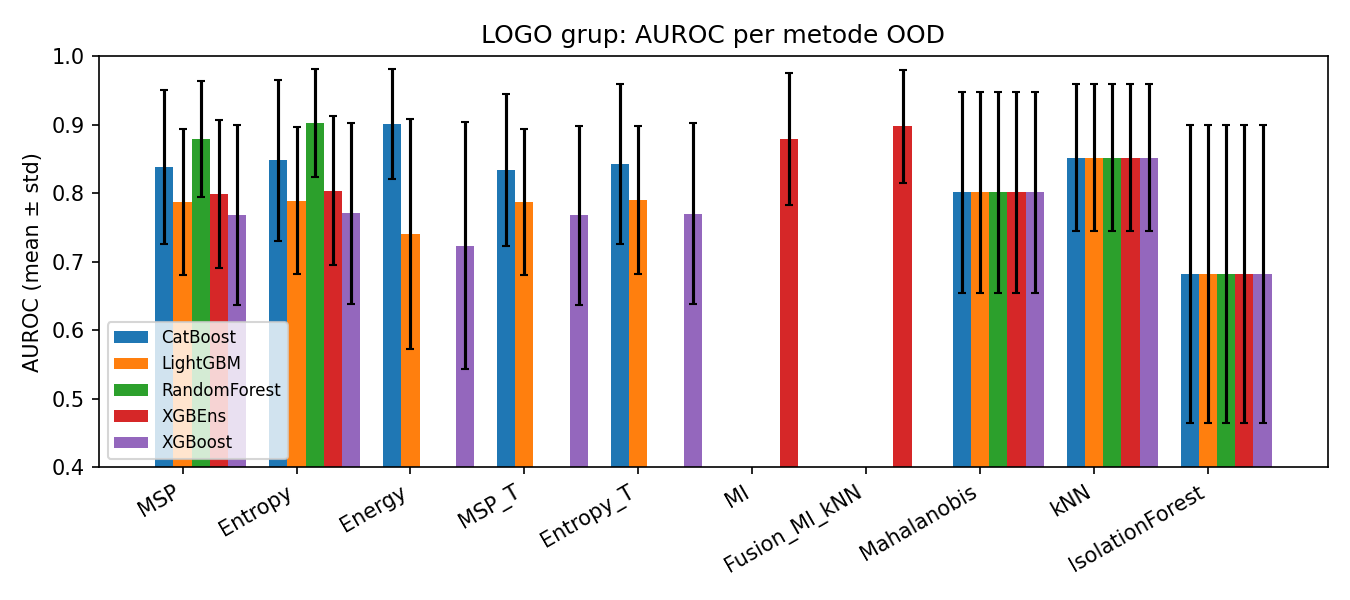 LOGO grup: AUROC per metode OOD
AUROC (mean ± std)
1.0
0.9
0.8
0.7
0.6
0.5
0.4
CatBoost
LightGBM
RandomForest
XGBEns
XGBoost
MSP
Entropy
Energy
MSP_T
Entropy_T
MI
Fusion_MI_kNN
Mahalanobis
kNN
IsolationForest